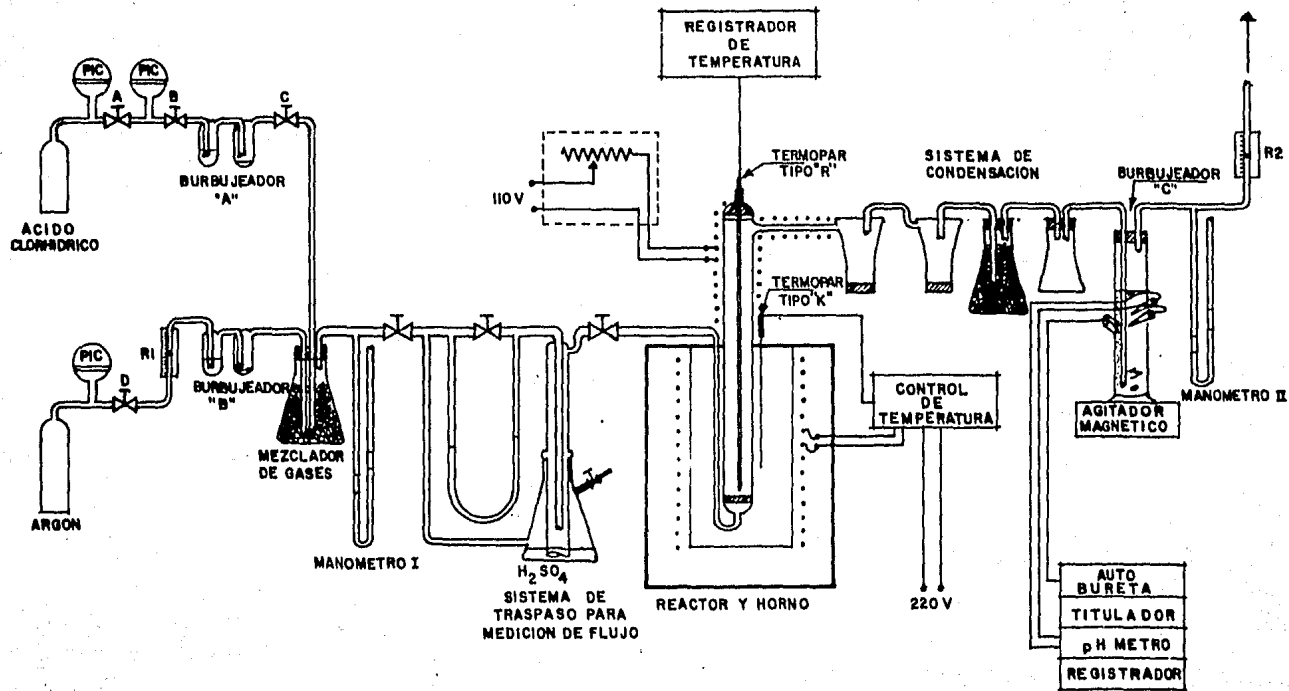 REGISTRADOR
DE
TEMPERATURA
PIC
PIC
A
B
C
BURBUJEADOR
"A"
ACIDO
CLORHIDRICO
110 V
TERMOPAR
TIPO "R"
SISTEMA DE
CONDENSACION
BURBUJEADOR
"C"
R2
TERMOPAR
TIPO "K"
PIC
D
R1
BURBUJEADOR
"B"
MEZCLADOR
DE GASES
ARGON
MANOMETRO I
H2SO4
SISTEMA DE
TRASPASO PARA
MEDICION DE FLUJO
REACTOR Y HORNO
CONTROL
DE
TEMPERATURA
220 V
AGITADOR
MAGNETICO
MANOMETRO II
AUTO
BURETA
TITULADOR
pH METRO
REGISTRADOR